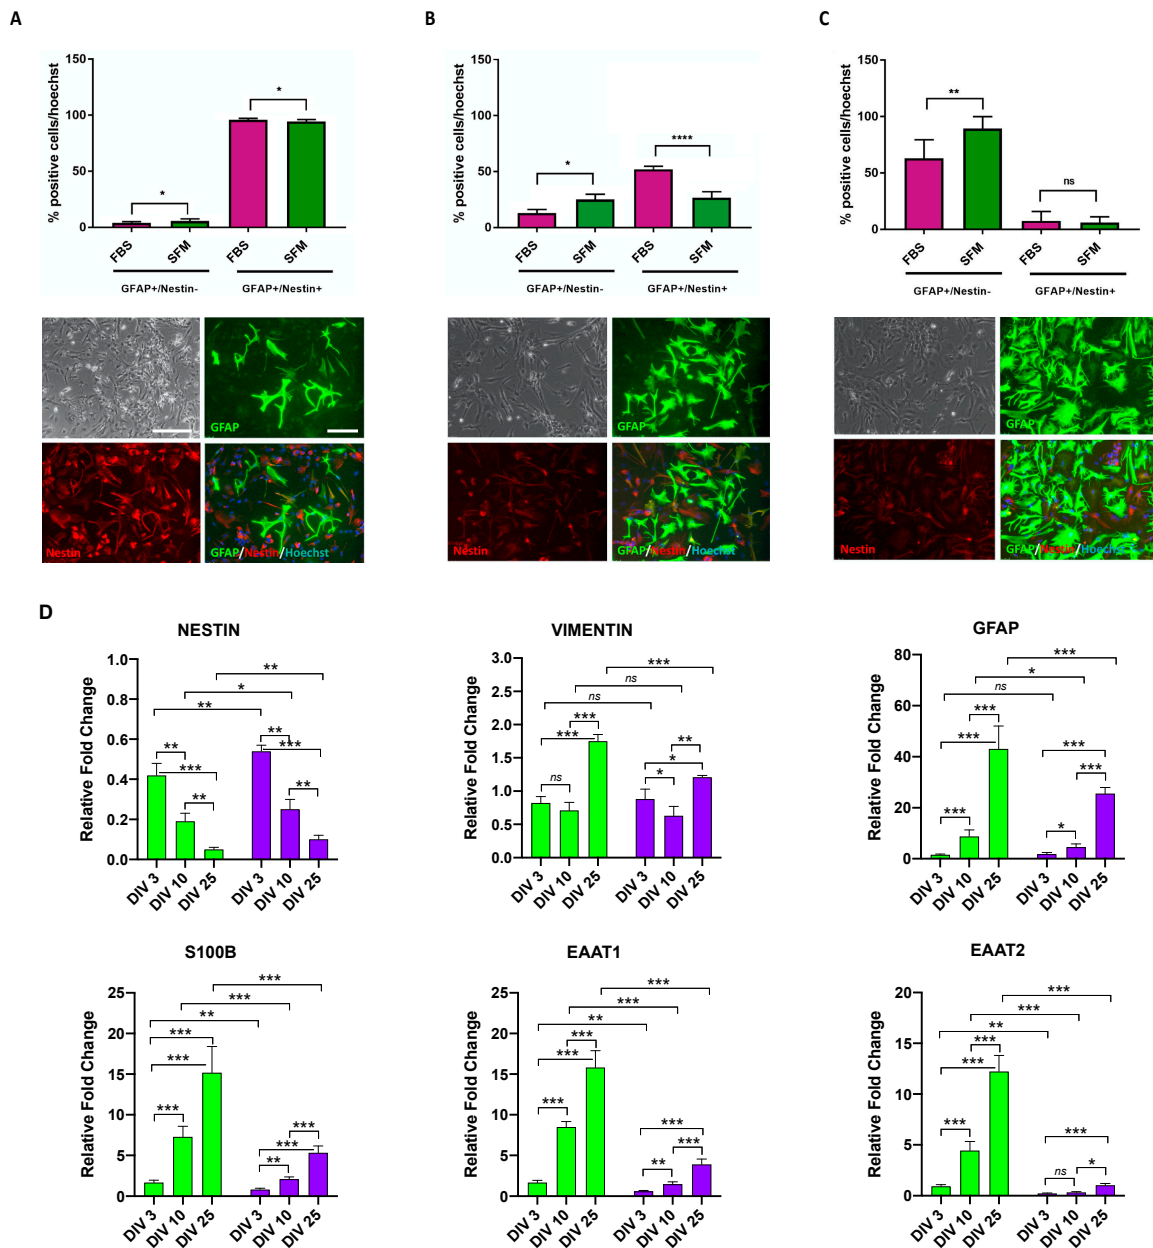 A
B
C
% positive cells/hoechst
150
100
50
0
*
*
FBS
SFM
FBS
SFM
GFAP+/Nestin-
GFAP+/Nestin+
% positive cells/hoechst
150
100
50
0
*
****
FBS
SFM
FBS
SFM
GFAP+/Nestin-
GFAP+/Nestin+
% positive cells/hoechst
150
100
50
0
**
ns
FBS
SFM
FBS
SFM
GFAP+/Nestin-
GFAP+/Nestin+
GFAP
Nestin
GFAP/Nestin/Hoechst
GFAP
Nestin
GFAP/Nestin/Hoechst
GFAP
Nestin
GFAP/Nestin/Hoechst
D
NESTIN
Relative Fold Change
1.0
0.8
0.6
0.4
0.2
0.0
**
*
**
**
**
***
***
**
**
DIV 3
DIV 10
DIV 25
DIV 3
DIV 10
DIV 25
VIMENTIN
Relative Fold Change
3.0
2.5
2.0
1.5
1.0
0.5
0.0
***
ns
ns
***
***
**
*
ns
*
DIV 3
DIV 10
DIV 25
DIV 3
DIV 10
DIV 25
GFAP
Relative Fold Change
80
60
40
20
0
***
*
ns
***
***
***
***
***
*
DIV 3
DIV 10
DIV 25
DIV 3
DIV 10
DIV 25
S100B
Relative Fold Change
25
20
15
10
5
0
***
***
**
***
***
***
***
***
**
DIV 3
DIV 10
DIV 25
DIV 3
DIV 10
DIV 25
EAAT1
Relative Fold Change
25
20
15
10
5
0
***
***
**
***
***
***
***
***
**
DIV 3
DIV 10
DIV 25
DIV 3
DIV 10
DIV 25
EAAT2
Relative Fold Change
20
15
10
5
0
***
***
**
***
***
***
***
ns
*
DIV 3
DIV 10
DIV 25
DIV 3
DIV 10
DIV 25